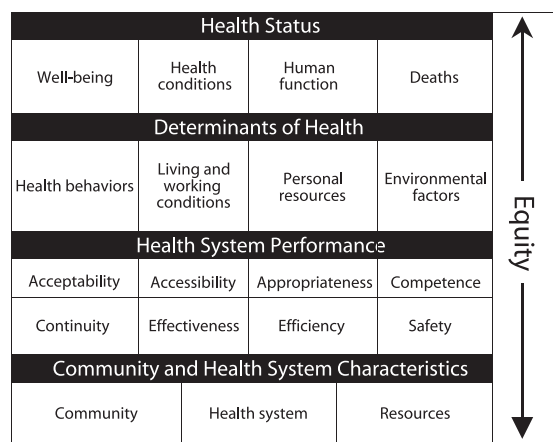 Health Status
Well-being
Health
conditions
Human
function
Deaths
Determinants of Health
Health behaviors
Living and
working
conditions
Personal
resources
Environmental
factors
Health System Performance
Acceptability
Accessibility
Appropriateness
Competence
Continuity
Effectiveness
Efficiency
Safety
Community and Health System Characteristics
Community
Health system
Resources
Equity